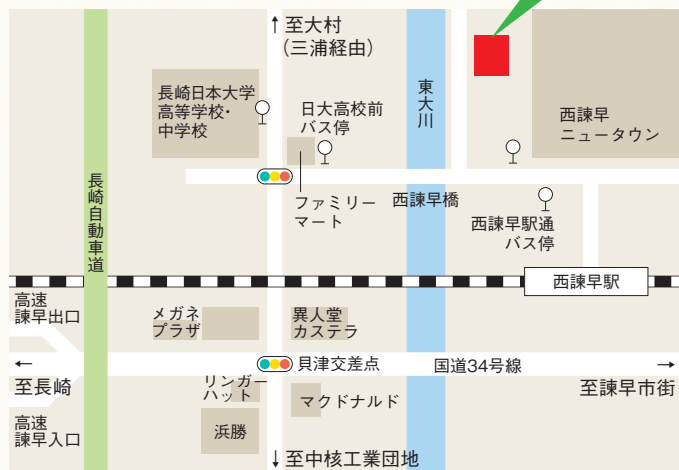 ↑至大村
（三浦経由）
長崎日本大学
高等学校・
中学校
日大高校前
バス停
東大川
西諫早
ニュータウン
長崎自動車道
ファミリー
マート
西諫早橋
西諫早駅通
バス停
西諫早駅
高速
諫早出口
メガネ
プラザ
異人堂
カステラ
←
至長崎
貝津交差点
国道34号線
→
至諫早市街
リンガー
ハット
マクドナルド
高速
諫早入口
浜勝
↓至中核工業団地